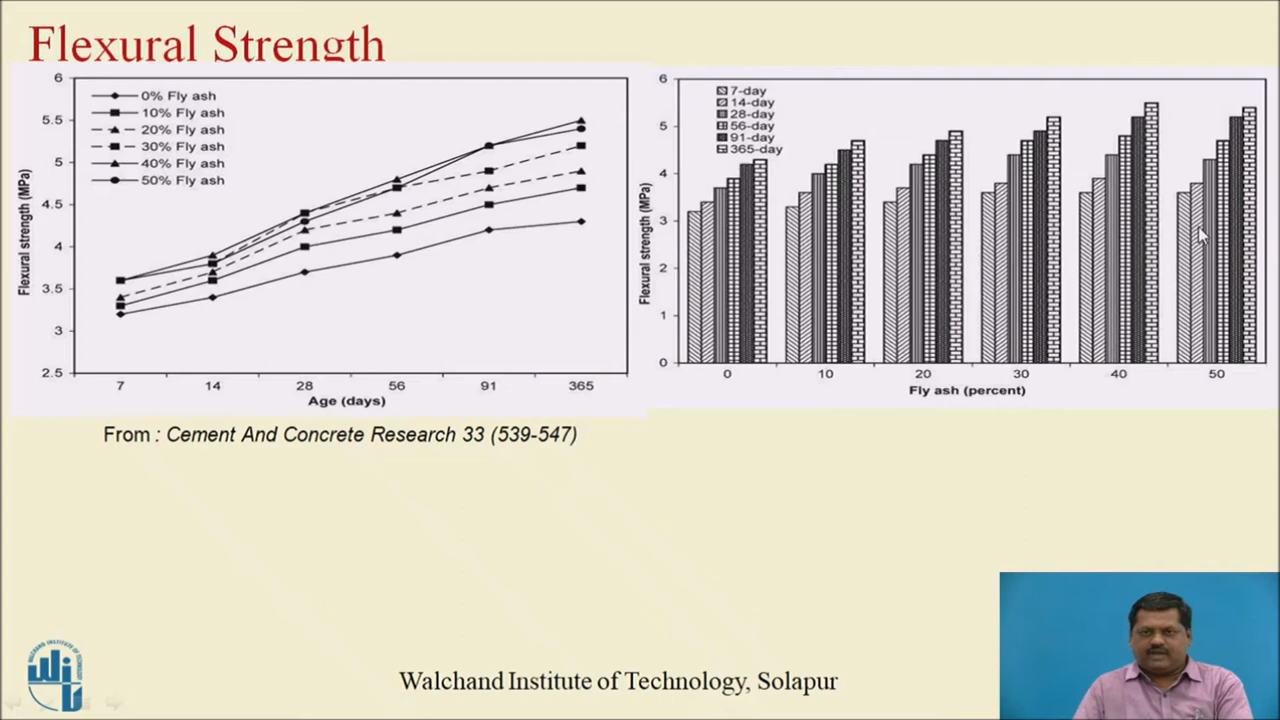 Flexural Strength
6
5.5
5
4.5
4
3.5
3
2.5
Flexural strength (MPa)
0% Fly ash
10% Fly ash
20% Fly ash
30% Fly ash
40% Fly ash
50% Fly ash
7 14 28 56 91 365
Age (days)
6
5
4
3
2
1
0
Flexural strength (MPa)
7-day
14-day
28-day
56-day
91-day
365-day
0 10 20 30 40 50
Fly ash (percent)
From : Cement And Concrete Research 33 (539-547)
WALCHAND INSTITUTE OF TECHNOLOGY
Walchand Institute of Technology, Solapur